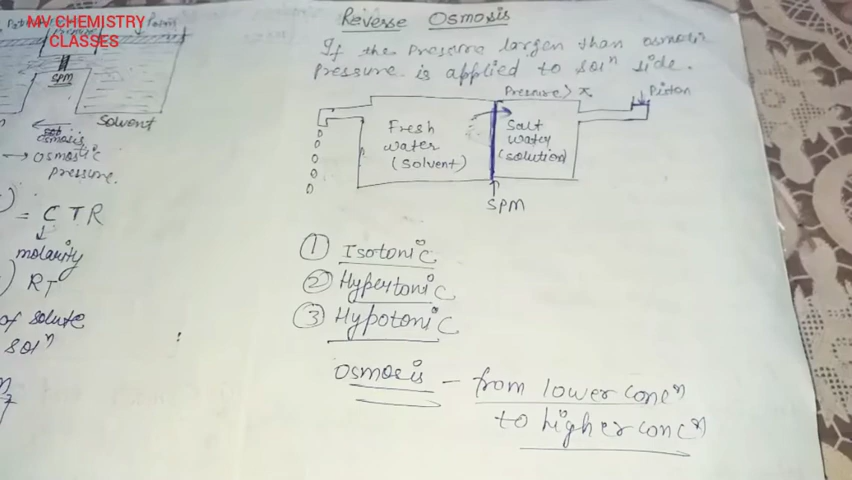 MV CHEMISTRY
CLASSES
SPM
Solvent
osmosis
→ osmotic
pressure.
= C T R
molarity
RT
of solute
solⁿ
Reverse Osmosis
If the pressure larger than osmotic
pressure is applied to solⁿ side.
Pressure > π
Piston
Fresh
water
(solvent)
Salt
water
(solution)
SPM
① Isotonic
② Hypertonic
③ Hypotonic
Osmosis - from lower concⁿ
to higher concⁿ